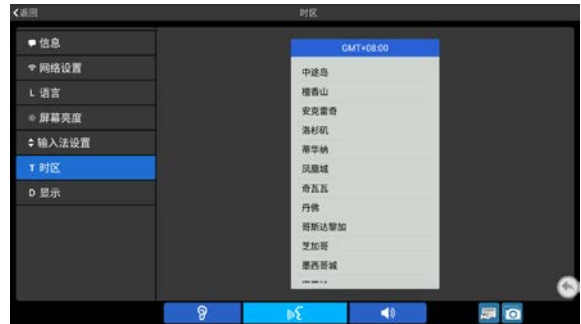 返回
时区
信息
网络设置
L 语言
屏幕亮度
输入法设置
T 时区
D 显示
GMT+08:00
中途岛
檀香山
安克雷奇
洛杉矶
蒂华纳
凤凰城
奇瓦瓦
丹佛
哥斯达黎加
芝加哥
墨西哥城